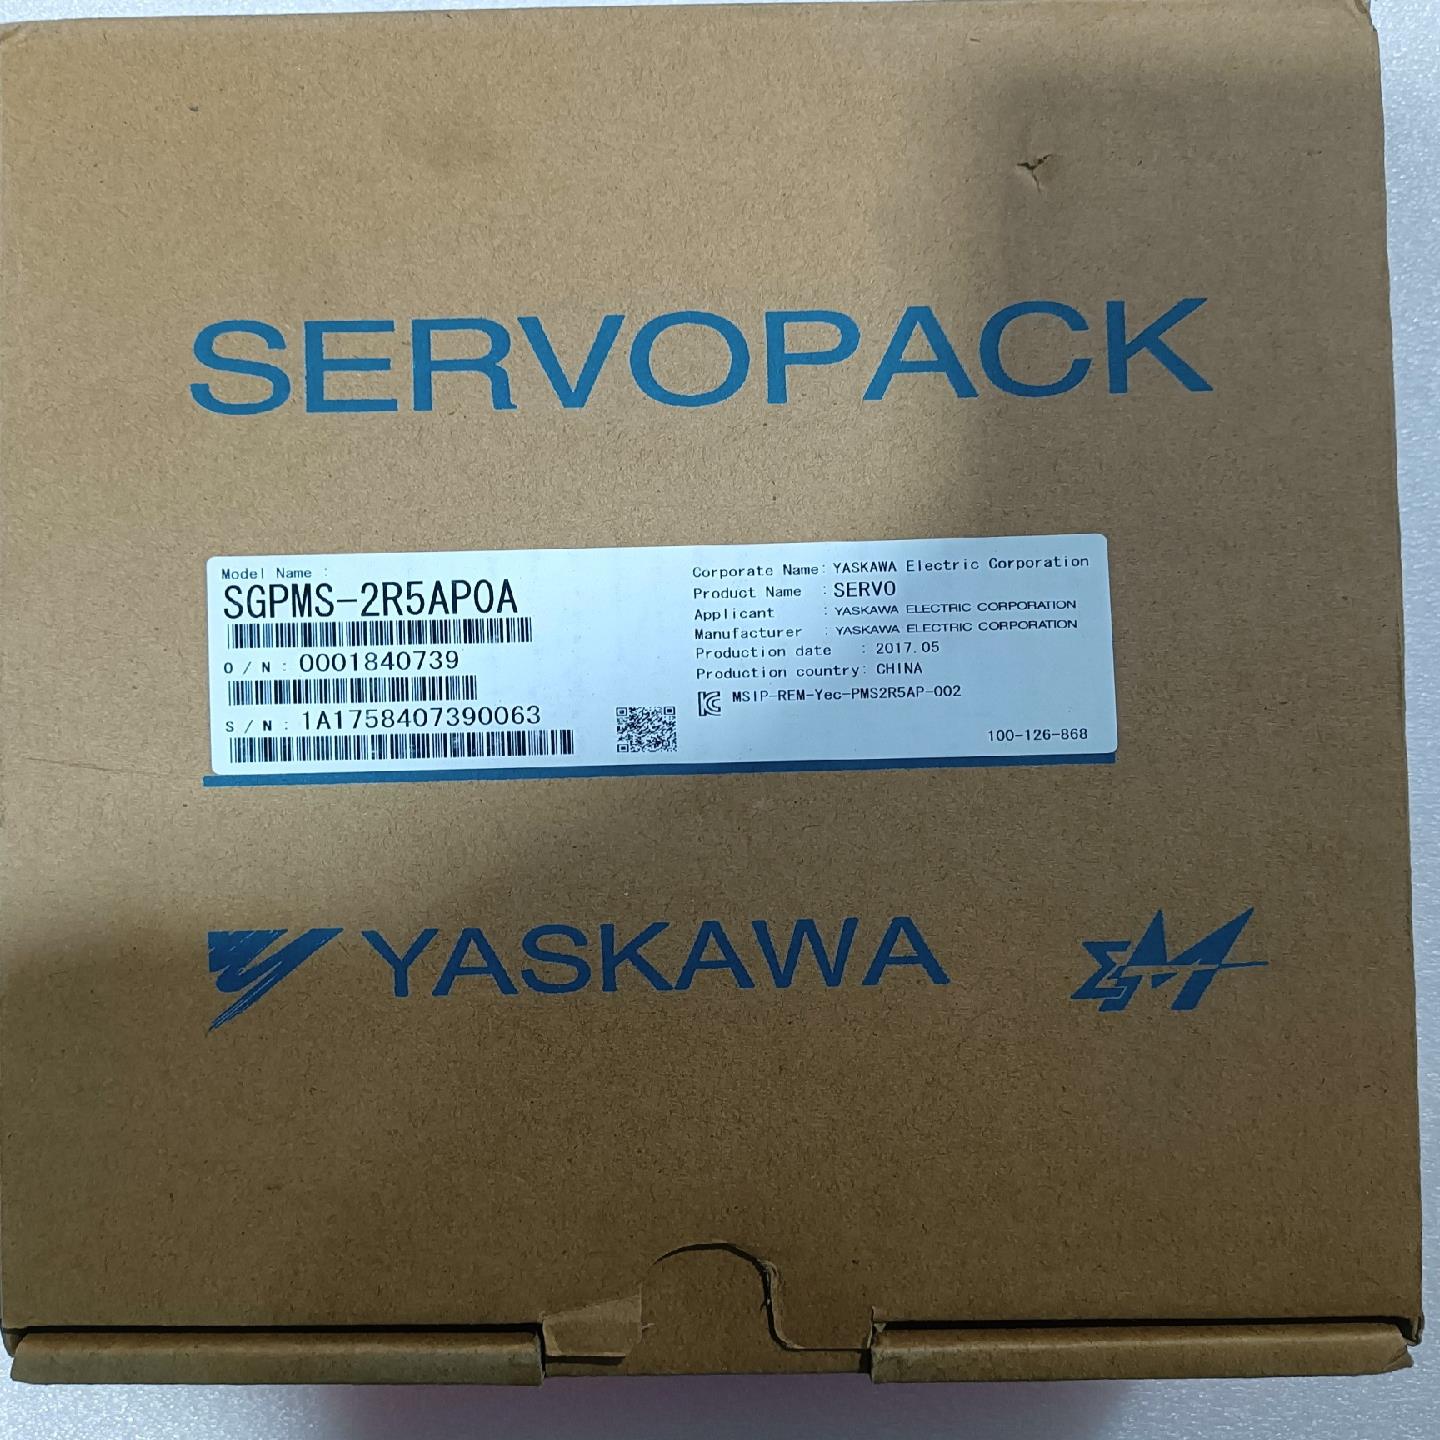 SERVOPACK
Model Name :
SGPMS-2R5AP0A
O / N : 0001840739
S / N : 1A1758407390063
Corporate Name: YASKAWA Electric Corporation
Product Name : SERVO
Applicant : YASKAWA ELECTRIC CORPORATION
Manufacturer : YASKAWA ELECTRIC CORPORATION
Production date : 2017.05
Production country: CHINA
MSIP-REM-Yec-PMS2R5AP-002
100-126-868
YASKAWA